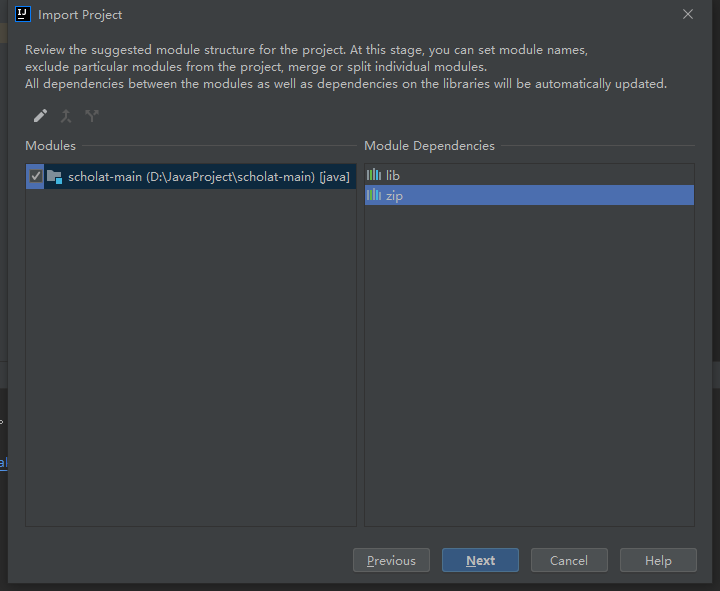 Import Project
Review the suggested module structure for the project. At this stage, you can set module names,
exclude particular modules from the project, merge or split individual modules.
All dependencies between the modules as well as dependencies on the libraries will be automatically updated.
Modules
Module Dependencies
scholat-main (D:\JavaProject\scholat-main) [java]
lib
zip
Previous
Next
Cancel
Help